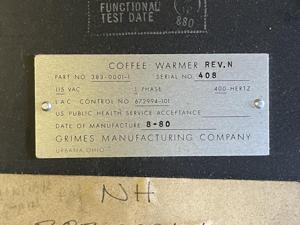 FUNCTIONAL
TEST DATE
880
COFFEE WARMER REV.N
PART NO. 383-0001-1 SERIAL NO. 408
115 VAC 1 PHASE 400-HERTZ
L A C CONTROL NO. 672994-101
US PUBLIC HEALTH SERVICE ACCEPTANCE
DATE OF MANUFACTURE 8-80
GRIMES MANUFACTURING COMPANY
URBANA, OHIO
NH